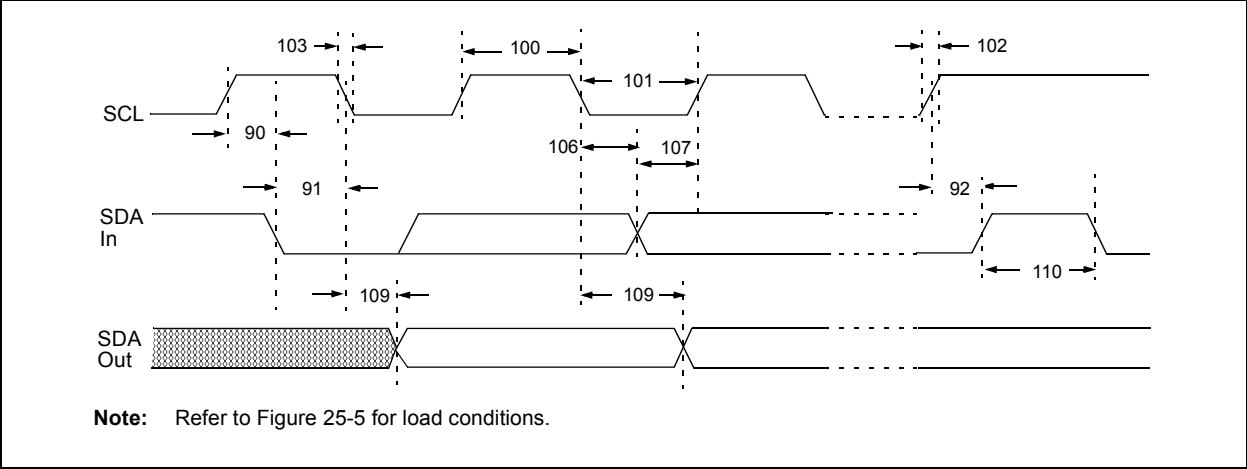 103
100
101
102
SCL
90
106
107
91
92
SDA
In
110
109
109
SDA
Out
Note: Refer to Figure 25-5 for load conditions.